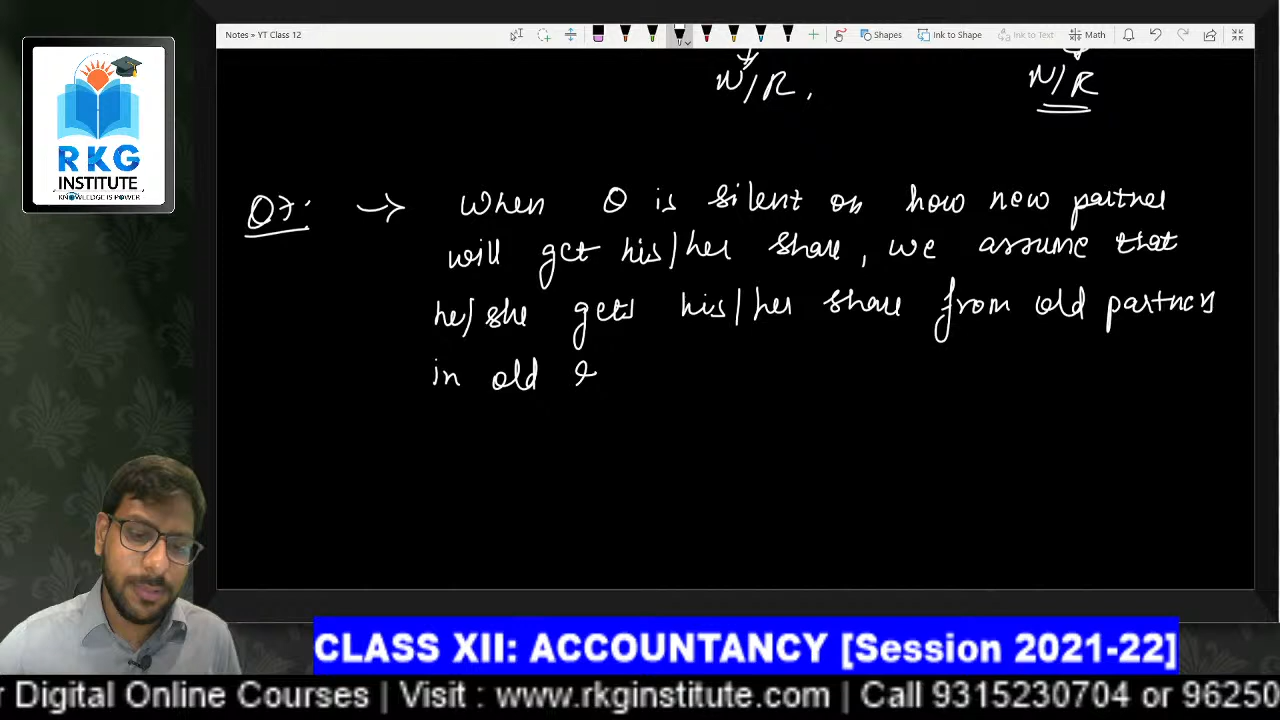 Notes » YT Class 12
Shapes
Ink to Shape
Ink to Text
Math
N/R.
N/R
RKG
INSTITUTE
KNOWLEDGE IS POWER
Q7: → When Q is silent on how new partner
will get his/her share, we assume that
he/she gets his/her share from old partners
in old
CLASS XII: ACCOUNTANCY [Session 2021-22]
r Digital Online Courses | Visit : www.rkginstitute.com | Call 9315230704 or 96250